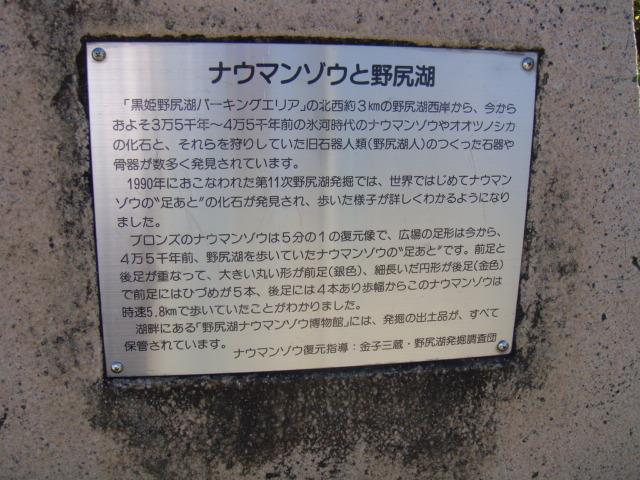 ナウマンゾウと野尻湖
「黒姫野尻湖パーキングエリア」の北西約3kmの野尻湖西岸から、今から
およそ3万5千年〜4万5千年前の氷河時代のナウマンゾウやオオツノシカ
の化石と、それらを狩りしていた旧石器人類(野尻湖人)のつくった石器や
骨器が数多く発見されています。
1990年におこなわれた第11次野尻湖発掘では、世界ではじめてナウマン
ゾウの"足あと"の化石が発見され、歩いた様子が詳しくわかるようになり
ました。
ブロンズのナウマンゾウは5分の1の復元像で、広場の足形は今から、
4万5千年前、野尻湖を歩いていたナウマンゾウの"足あと"です。前足と
後足が重なって、大きい丸い形が前足(銀色)、細長いだ円形が後足(金色)
で前足にはひづめが5本、後足には4本あり歩幅からこのナウマンゾウは
時速5.8kmで歩いていたことがわかりました。
湖畔にある「野尻湖ナウマンゾウ博物館」には、発掘の出土品が、すべて
保管されています。
ナウマンゾウ復元指導:金子三蔵・野尻湖発掘調査団